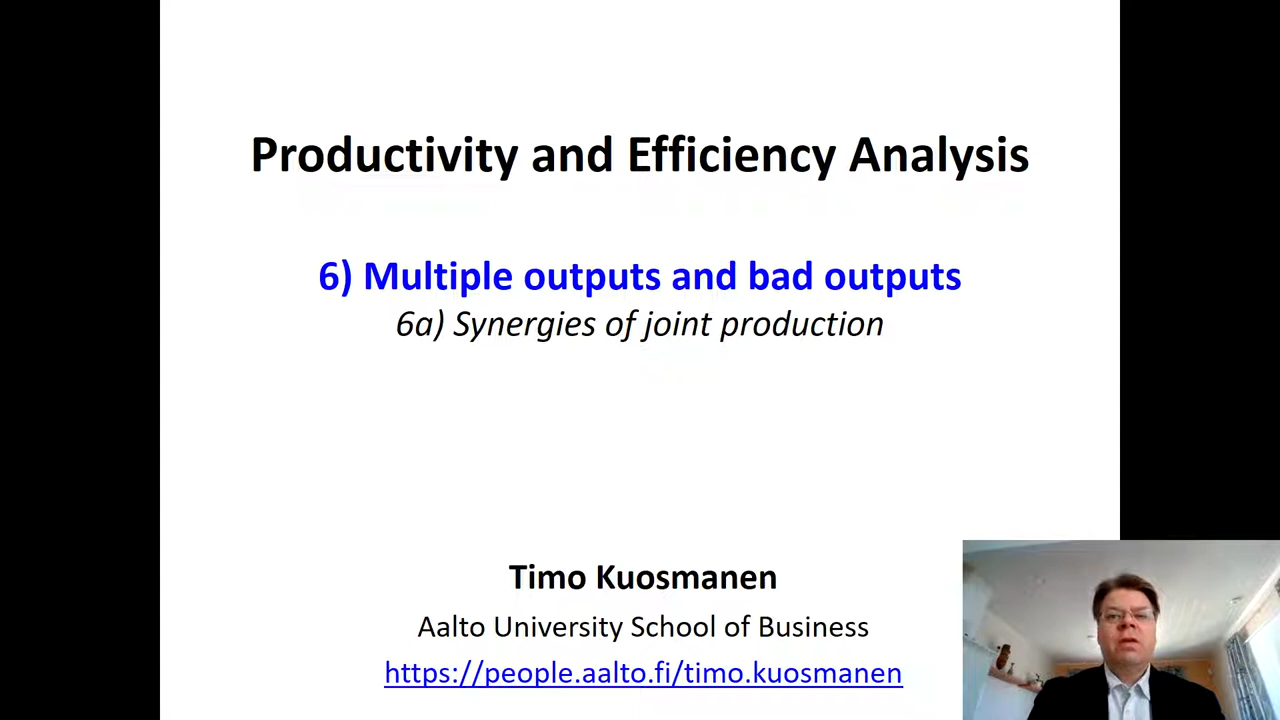 Productivity and Efficiency Analysis
6) Multiple outputs and bad outputs
6a) Synergies of joint production
Timo Kuosmanen
Aalto University School of Business
https://people.aalto.fi/timo.kuosmanen